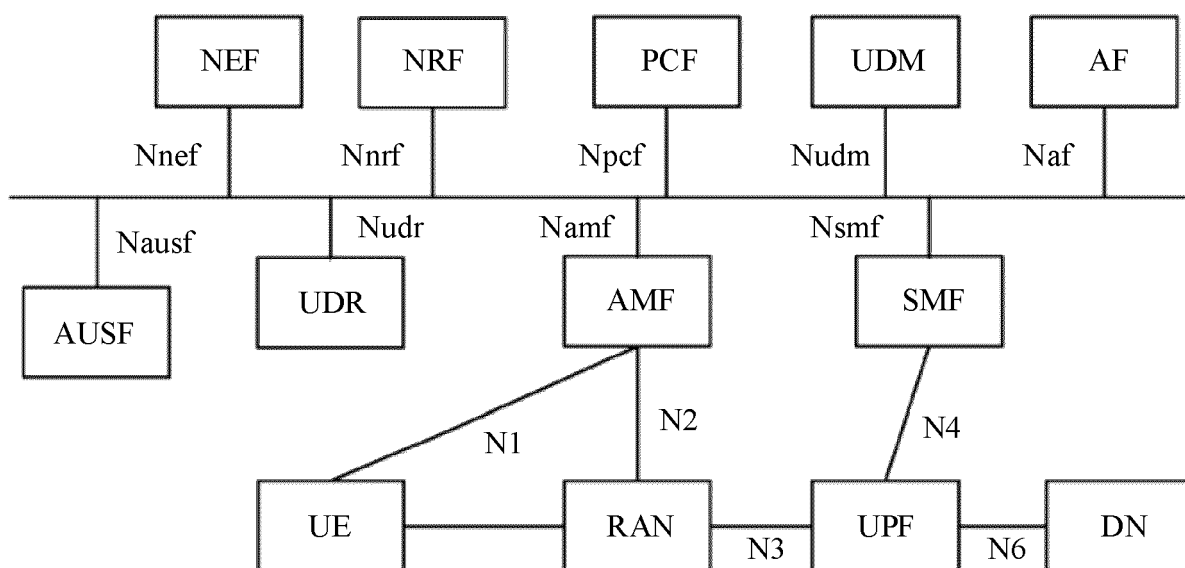 NEF NRF PCF UDM AF
Nnef Nnrf Npcf Nudm Naf
Nausf Nudr Namf Nsmf
AUSF UDR AMF SMF
N1 N2 N4
UE RAN UPF DN
N3 N6